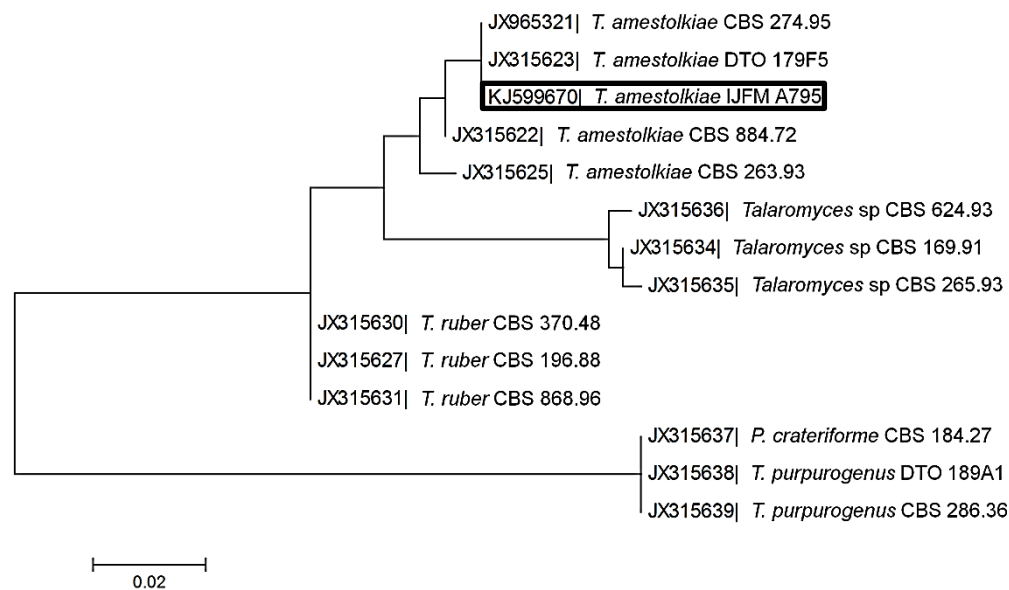 JX965321| T. amestolkiae CBS 274.95
JX315623| T. amestolkiae DTO 179F5
KJ599670| T. amestolkiae IJFM A795
JX315622| T. amestolkiae CBS 884.72
JX315625| T. amestolkiae CBS 263.93
JX315636| Talaromyces sp CBS 624.93
JX315634| Talaromyces sp CBS 169.91
JX315635| Talaromyces sp CBS 265.93
JX315630| T. ruber CBS 370.48
JX315627| T. ruber CBS 196.88
JX315631| T. ruber CBS 868.96
JX315637| P. crateriforme CBS 184.27
JX315638| T. purpurogenus DTO 189A1
JX315639| T. purpurogenus CBS 286.36
0.02